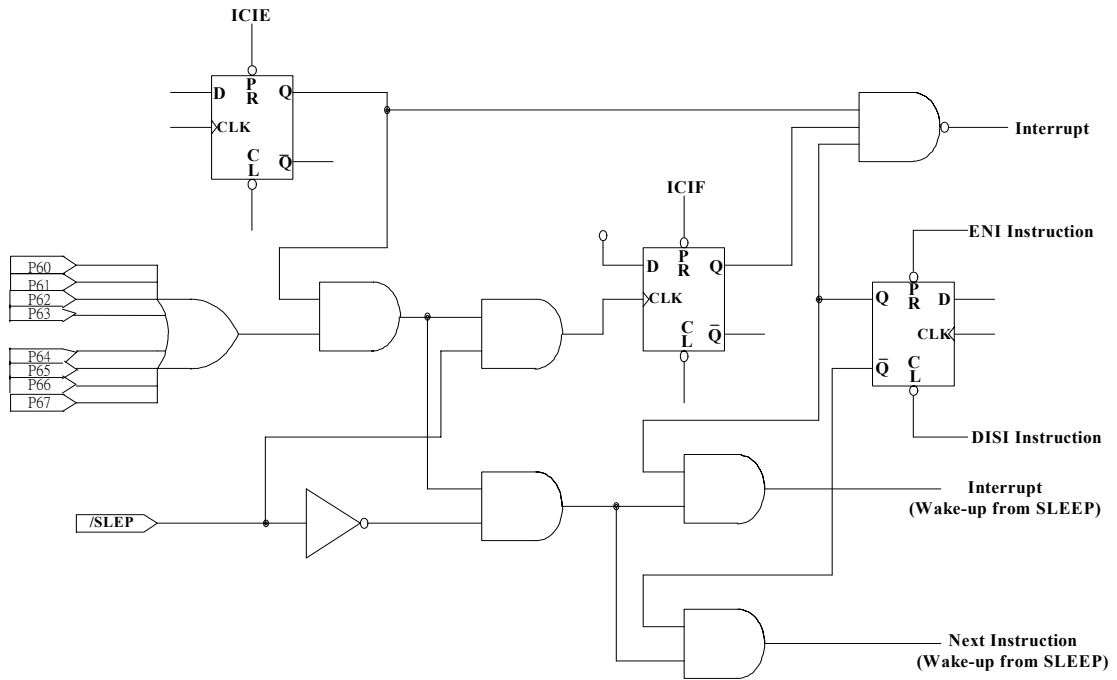 ICIE
D
P
R
Q
CLK
C
L
Q̅
Interrupt
ICIF
D
P
R
Q
CLK
C
L
Q̅
ENI Instruction
P
R
Q
D
CLK
Q̅
C
L
DISI Instruction
P60
P61
P62
P63
P64
P65
P66
P67
/SLEP
Interrupt
(Wake-up from SLEEP)
Next Instruction
(Wake-up from SLEEP)